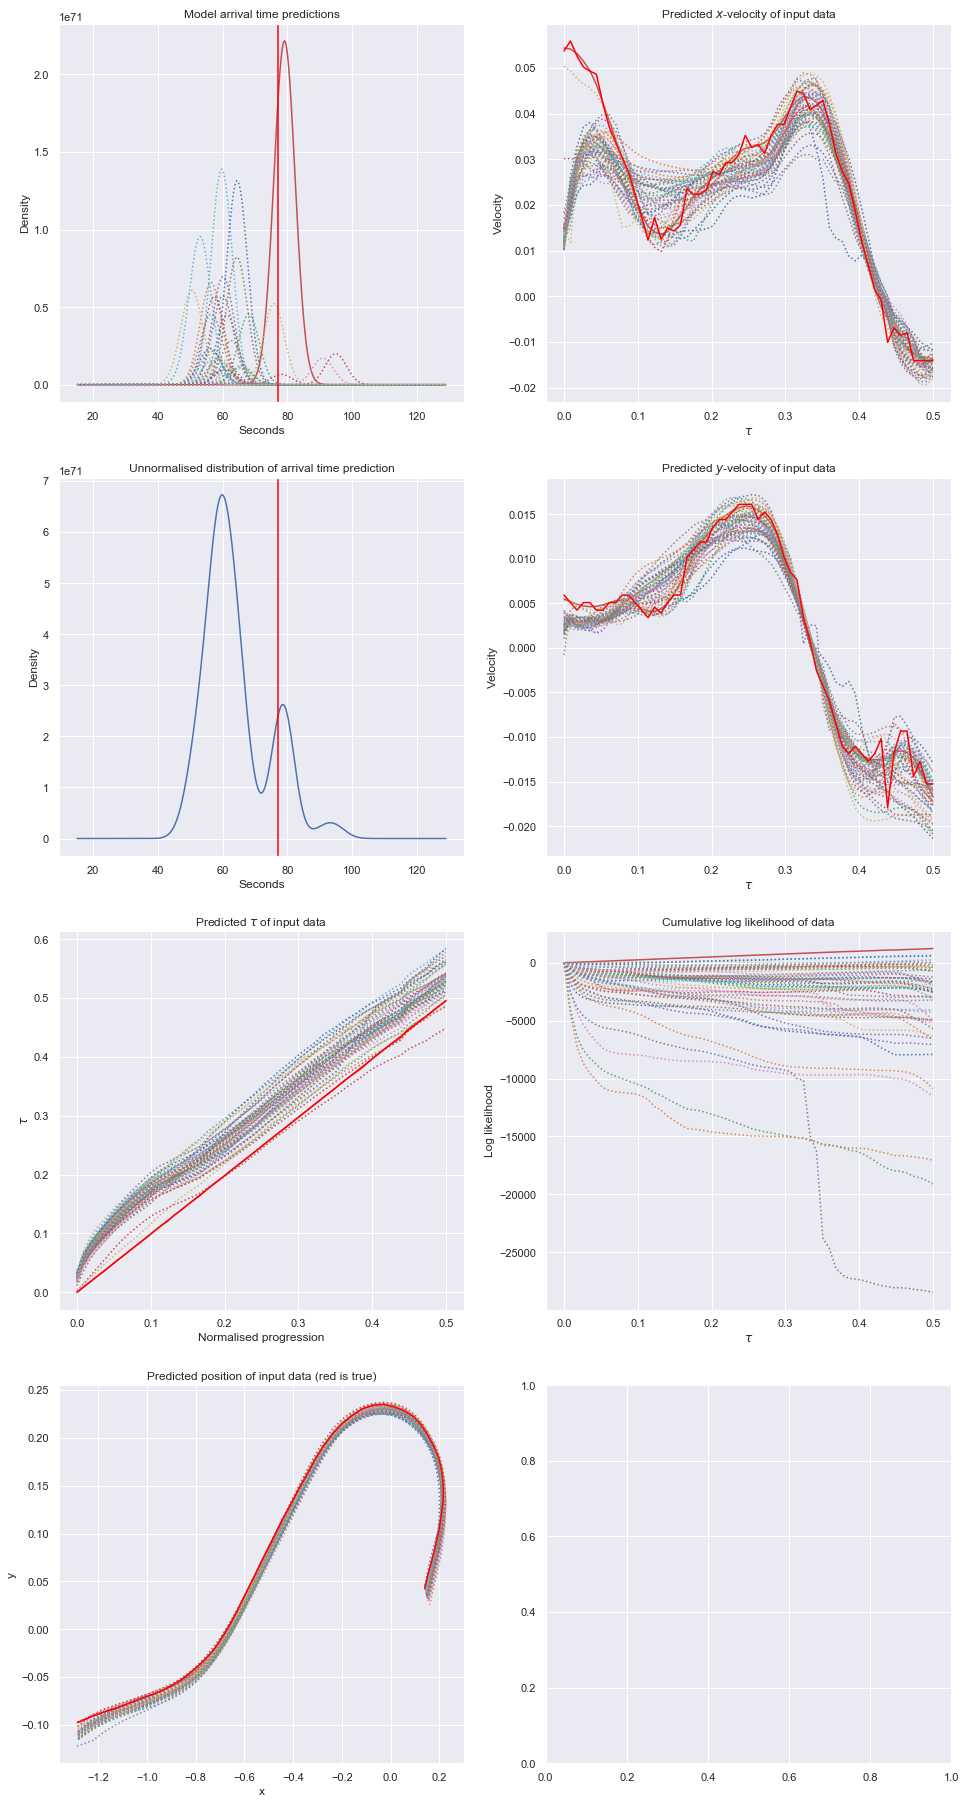 Model arrival time predictions
1e71
2.0
1.5
1.0
0.5
0.0
Density
20 40 60 80 100 120
Seconds
Predicted x-velocity of input data
0.05
0.04
0.03
0.02
0.01
0.00
−0.01
−0.02
Velocity
0.0 0.1 0.2 0.3 0.4 0.5
τ
Unnormalised distribution of arrival time prediction
1e71
7
6
5
4
3
2
1
0
Density
20 40 60 80 100 120
Seconds
Predicted y-velocity of input data
0.015
0.010
0.005
0.000
−0.005
−0.010
−0.015
−0.020
Velocity
0.0 0.1 0.2 0.3 0.4 0.5
τ
Predicted τ of input data
0.6
0.5
0.4
0.3
0.2
0.1
0.0
τ
0.0 0.1 0.2 0.3 0.4 0.5
Normalised progression
Cumulative log likelihood of data
0
−5000
−10000
−15000
−20000
−25000
Log likelihood
0.0 0.1 0.2 0.3 0.4 0.5
τ
Predicted position of input data (red is true)
0.25
0.20
0.15
0.10
0.05
0.00
−0.05
−0.10
y
−1.2 −1.0 −0.8 −0.6 −0.4 −0.2 0.0 0.2
x
1.0
0.8
0.6
0.4
0.2
0.0
0.0 0.2 0.4 0.6 0.8 1.0